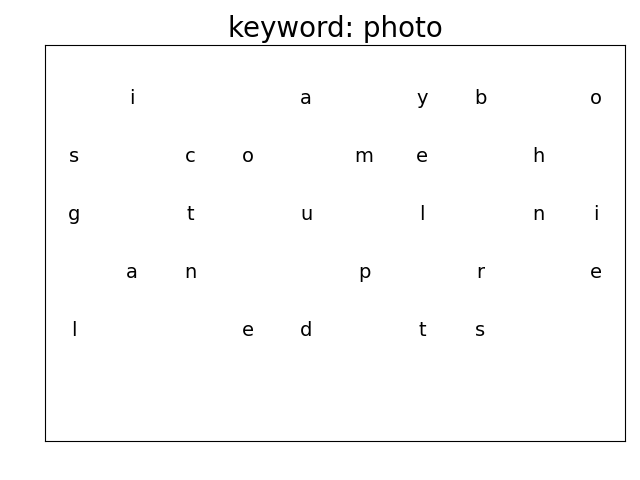 keyword: photo
i a y b o
s c o m e h
g t u l n i
a n p r e
l e d t s